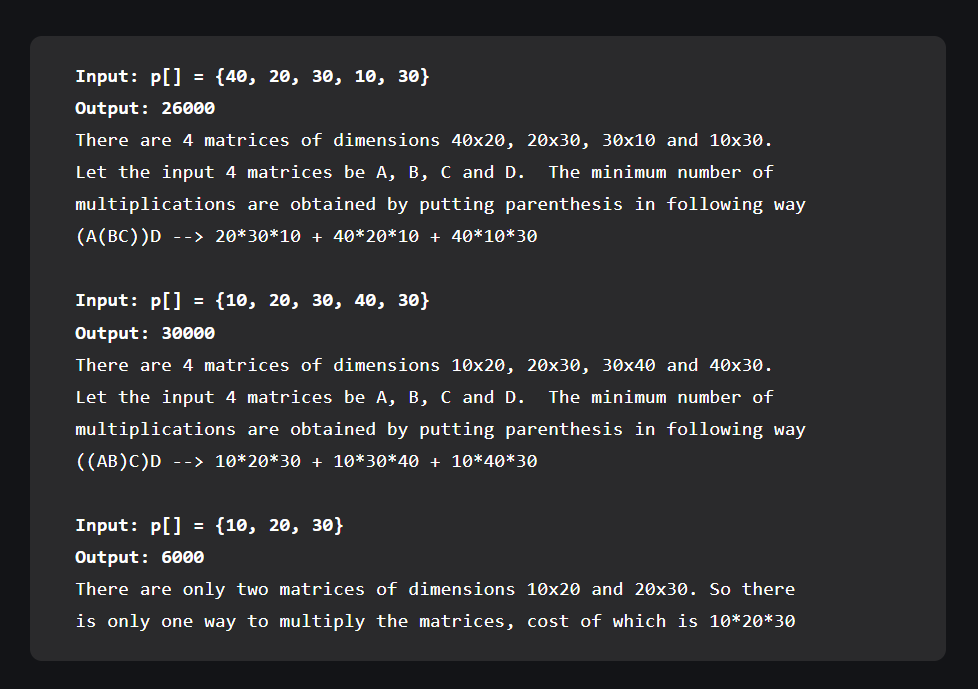 Input: p[] = {40, 20, 30, 10, 30}
Output: 26000
There are 4 matrices of dimensions 40x20, 20x30, 30x10 and 10x30.
Let the input 4 matrices be A, B, C and D.  The minimum number of
multiplications are obtained by putting parenthesis in following way
(A(BC))D --> 20*30*10 + 40*20*10 + 40*10*30
Input: p[] = {10, 20, 30, 40, 30}
Output: 30000
There are 4 matrices of dimensions 10x20, 20x30, 30x40 and 40x30.
Let the input 4 matrices be A, B, C and D.  The minimum number of
multiplications are obtained by putting parenthesis in following way
((AB)C)D --> 10*20*30 + 10*30*40 + 10*40*30
Input: p[] = {10, 20, 30}
Output: 6000
There are only two matrices of dimensions 10x20 and 20x30. So there
is only one way to multiply the matrices, cost of which is 10*20*30